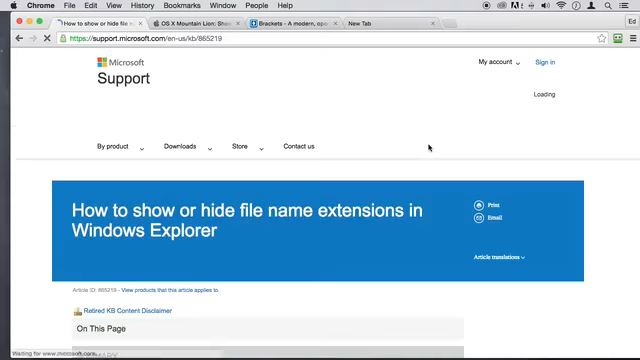 Chrome File Edit View History Bookmarks Window People Help
How to show or hide file name e OS X Mountain Lion: Brackets - A modern, ope New Tab Ed
https://support.microsoft.com/en-us/kb/865219
Microsoft My account Sign in
Support
Loading
By product Downloads Store Contact us
How to show or hide file name extensions in
Windows Explorer
Print
Email
Article translations
Article ID: 865219 - View products that this article applies to.
Retired KB Content Disclaimer
On This Page
Waiting for www.microsoft.com...